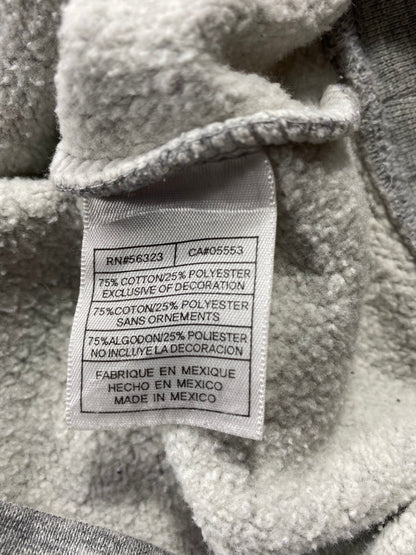 RN#56323 CA#05553
75% COTTON/25% POLYESTER
EXCLUSIVE OF DECORATION
75%COTON/25% POLYESTER
SANS ORNEMENTS
75%ALGODON/25% POLIESTER
NO INCLUYE LA DECORACION
FABRIQUE EN MEXIQUE
HECHO EN MEXICO
MADE IN MEXICO